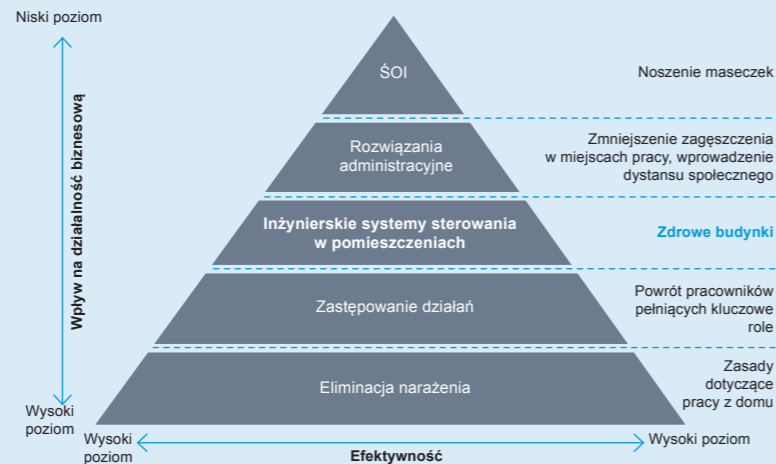 Niski poziom
ŚOI
Noszenie maseczek
Rozwiązania
administracyjne
Zmniejszenie zagęszczenia
w miejscach pracy, wprowadzenie
dystansu społecznego
Inżynierskie systemy sterowania
w pomieszczeniach
Zdrowe budynki
Zastępowanie działań
Powrót pracowników
pełniących kluczowe
role
Eliminacja narażenia
Zasady
dotyczące
pracy z domu
Wpływ na działalność biznesową
Wysoki
poziom
Wysoki
poziom
Efektywność
Wysoki poziom